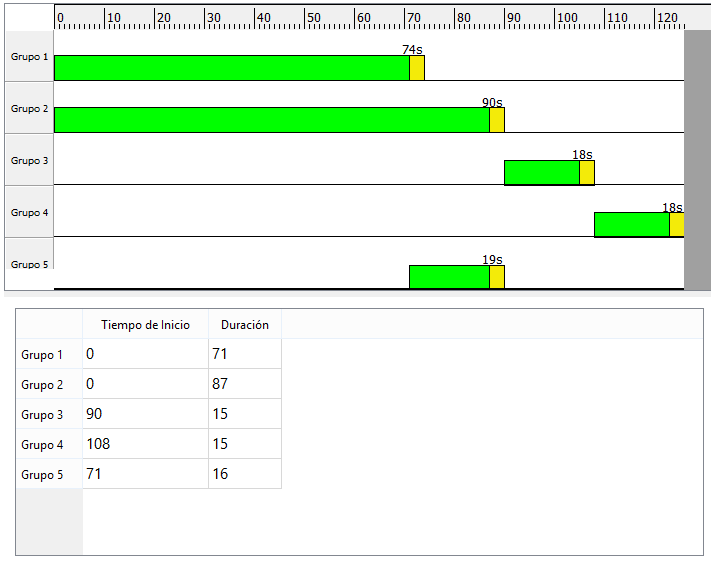 0 10 20 30 40 50 60 70 80 90 100 110 120
Grupo 1 74s
Grupo 2 90s
Grupo 3 18s
Grupo 4 18s
Grupo 5 19s
Tiempo de Inicio Duración
Grupo 1 0 71
Grupo 2 0 87
Grupo 3 90 15
Grupo 4 108 15
Grupo 5 71 16